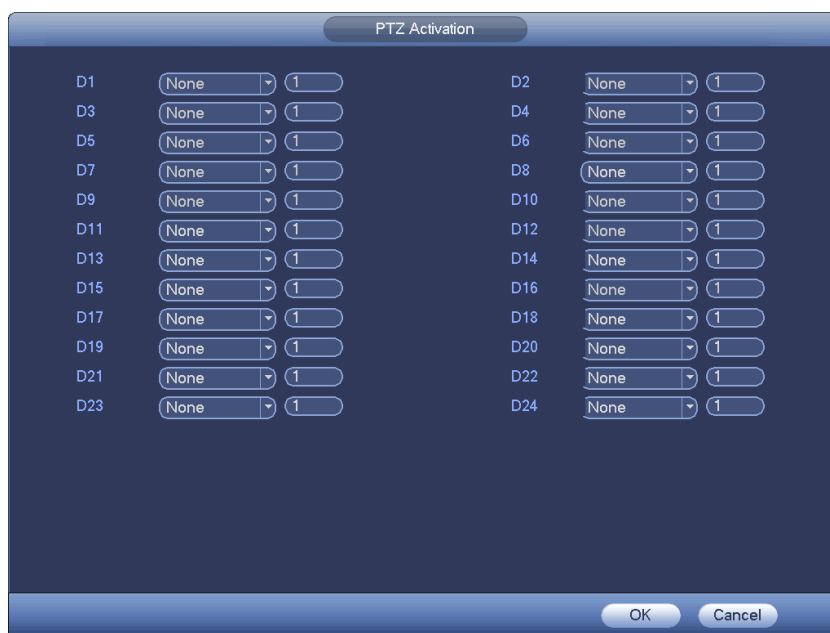 PTZ Activation
D1 None 1 D2 None 1
D3 None 1 D4 None 1
D5 None 1 D6 None 1
D7 None 1 D8 None 1
D9 None 1 D10 None 1
D11 None 1 D12 None 1
D13 None 1 D14 None 1
D15 None 1 D16 None 1
D17 None 1 D18 None 1
D19 None 1 D20 None 1
D21 None 1 D22 None 1
D23 None 1 D24 None 1
OK Cancel